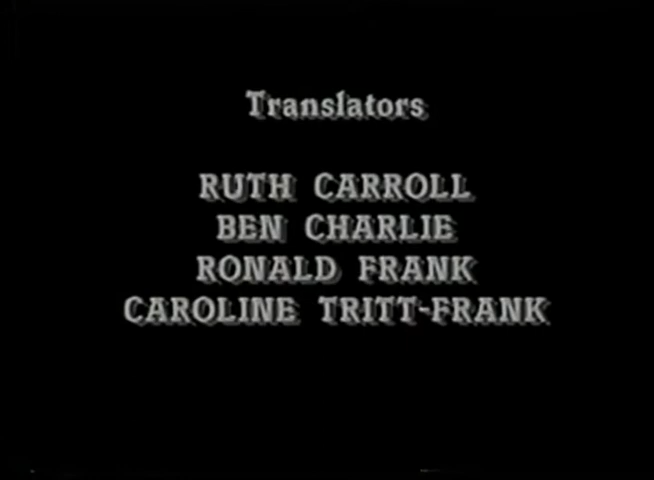 Translators
RUTH CARROLL
BEN CHARLIE
RONALD FRANK
CAROLINE TRITT-FRANK